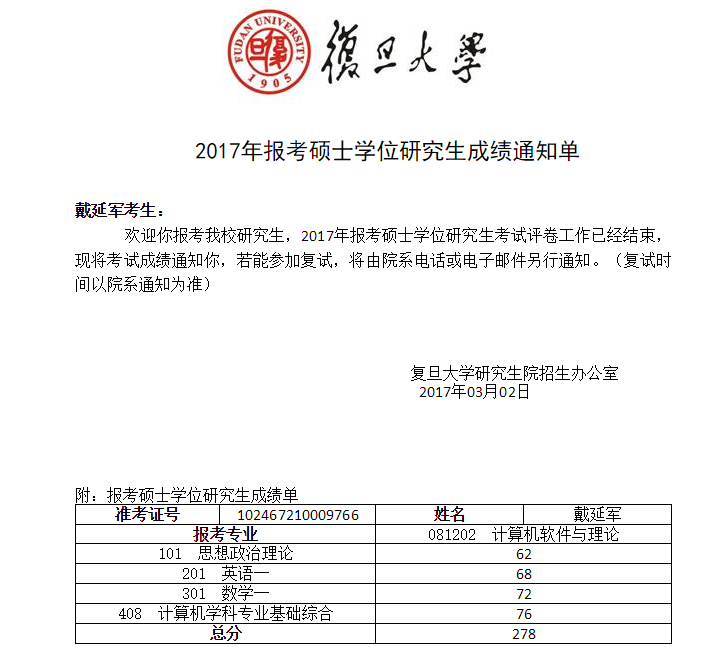 FUDAN UNIVERSITY
復旦
1905
復旦大學
2017年报考硕士学位研究生成绩通知单
戴延军考生：
欢迎你报考我校研究生，2017年报考硕士学位研究生考试评卷工作已经结束，
现将考试成绩通知你，若能参加复试，将由院系电话或电子邮件另行通知。（复试时
间以院系通知为准）
复旦大学研究生院招生办公室
2017年03月02日
附：报考硕士学位研究生成绩单
准考证号 102467210009766 姓名 戴延军
报考专业 081202 计算机软件与理论
101 思想政治理论 62
201 英语一 68
301 数学一 72
408 计算机学科专业基础综合 76
总分 278